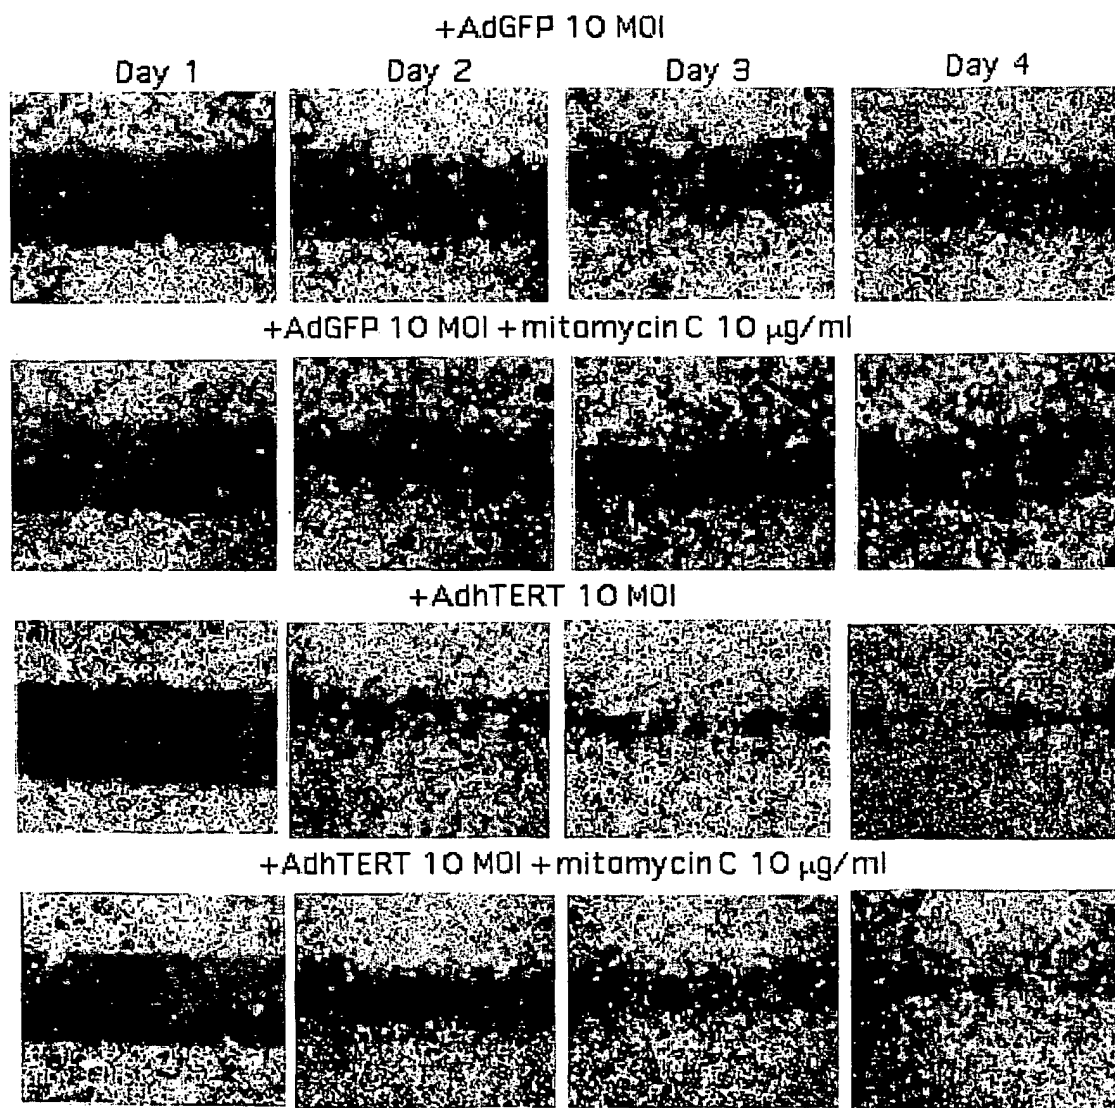 +AdGFP 10 MOI
Day 1 Day 2 Day 3 Day 4
+AdGFP 10 MOI + mitomycin C 10 µg/ml
+AdhTERT 10 MOI
+AdhTERT 10 MOI + mitomycin C 10 µg/ml